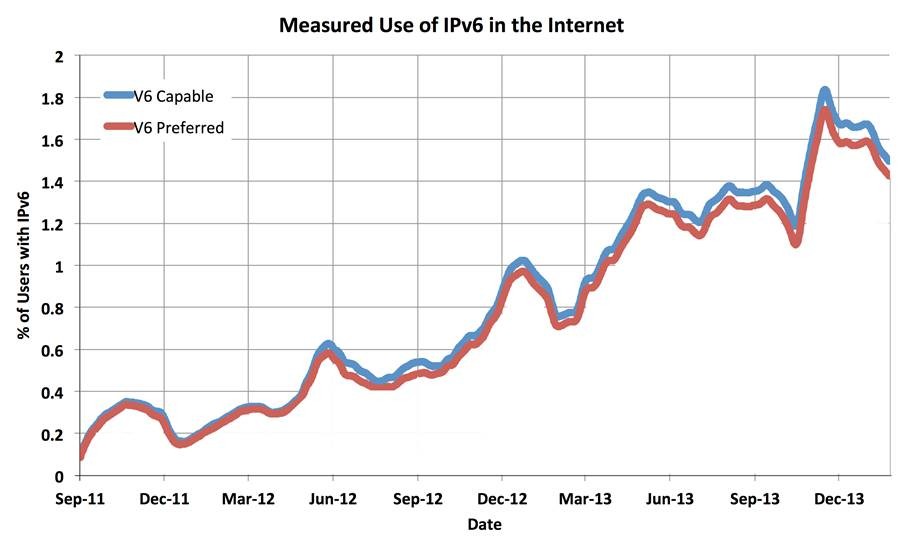 Measured Use of IPv6 in the Internet
2
1.8
1.6
1.4
1.2
1
0.8
0.6
0.4
0.2
0
% of Users with IPv6
V6 Capable
V6 Preferred
Sep-11 Dec-11 Mar-12 Jun-12 Sep-12 Dec-12 Mar-13 Jun-13 Sep-13 Dec-13
Date